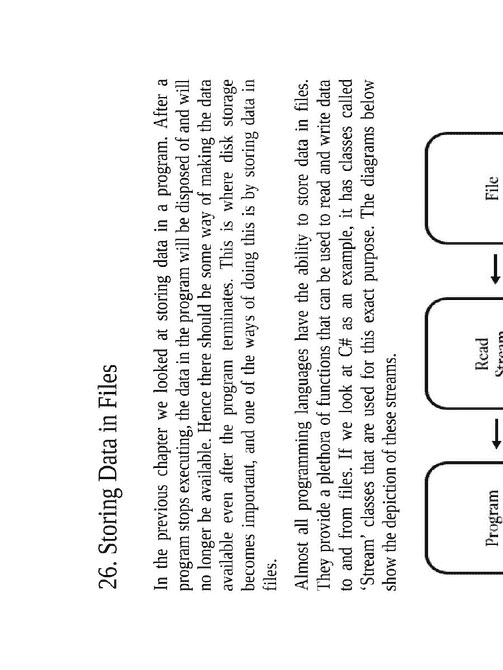 26. Storing Data in Files
In the previous chapter we looked at storing data in a program. After a
program stops executing, the data in the program will be disposed of and will
no longer be available. Hence there should be some way of making the data
available even after the program terminates. This is where disk storage
becomes important, and one of the ways of doing this is by storing data in
files.
Almost all programming languages have the ability to store data in files.
They provide a plethora of functions that can be used to read and write data
to and from files. If we look at C# as an example, it has classes called
‘Stream’ classes that are used for this exact purpose. The diagrams below
show the depiction of these streams.
Program
Read
Stream
File